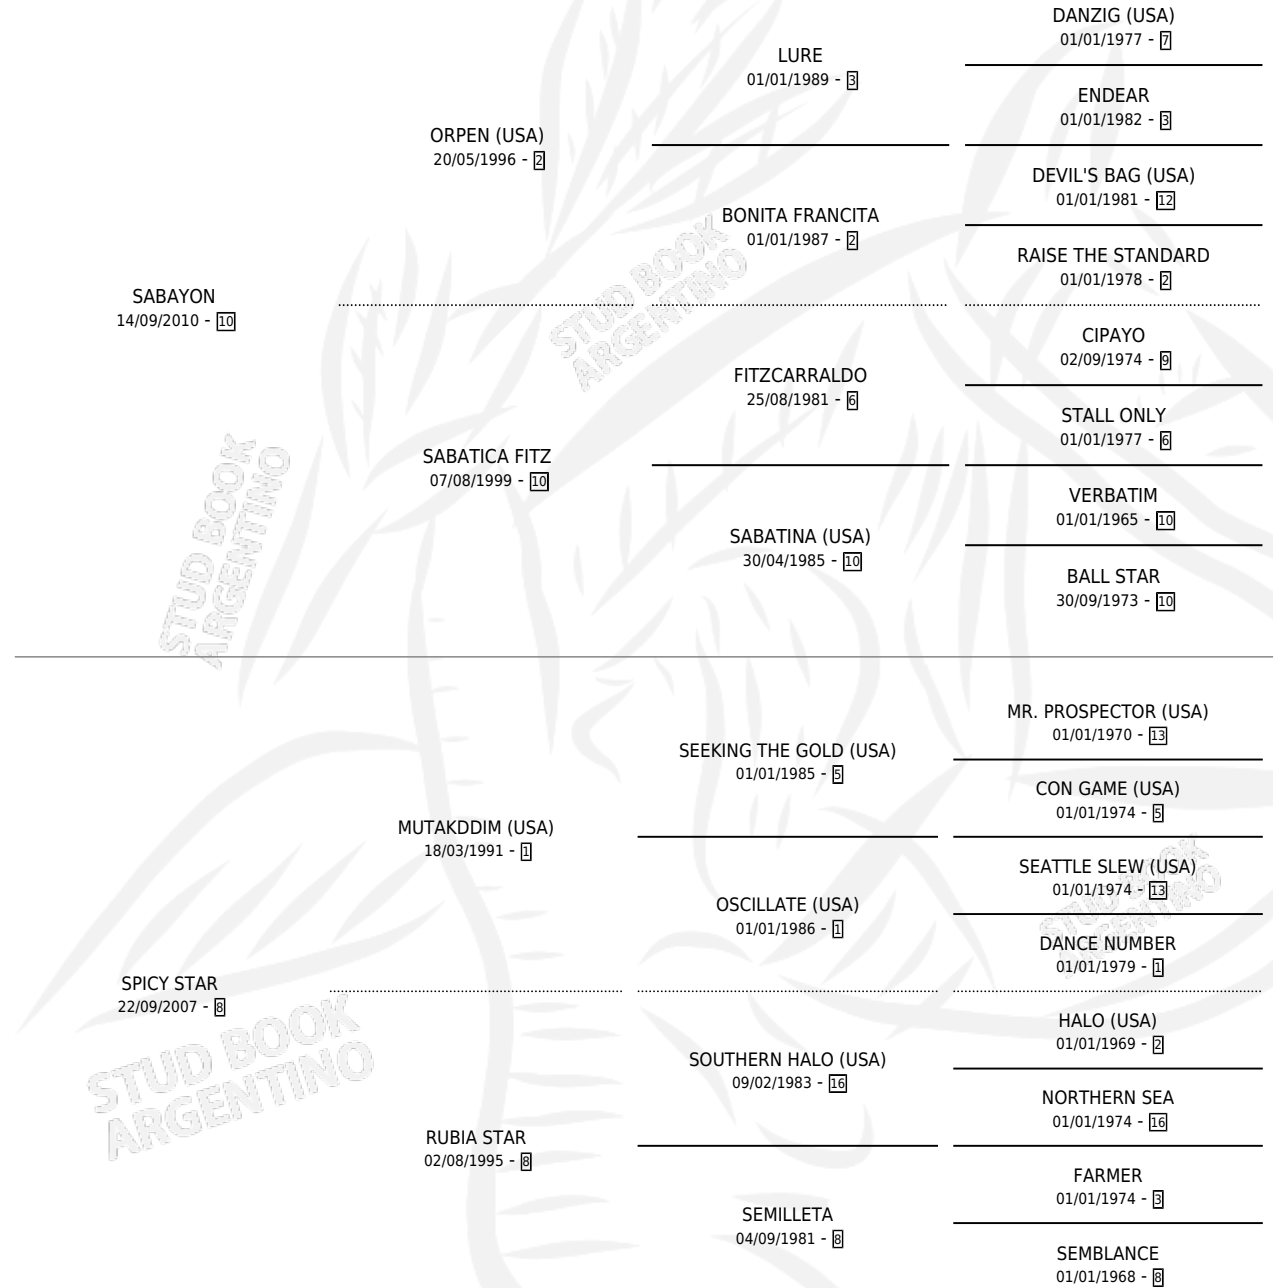 DANZIG (USA)
01/01/1977 - 7
LURE
01/01/1989 - 3
ENDEAR
01/01/1982 - 3
ORPEN (USA)
20/05/1996 - 2
DEVIL'S BAG (USA)
01/01/1981 - 12
BONITA FRANCITA
01/01/1987 - 2
RAISE THE STANDARD
01/01/1978 - 2
SABAYON
14/09/2010 - 10
CIPAYO
02/09/1974 - 9
FITZCARRALDO
25/08/1981 - 6
STALL ONLY
01/01/1977 - 6
SABATICA FITZ
07/08/1999 - 10
VERBATIM
01/01/1965 - 10
SABATINA (USA)
30/04/1985 - 10
BALL STAR
30/09/1973 - 10
MR. PROSPECTOR (USA)
01/01/1970 - 13
SEEKING THE GOLD (USA)
01/01/1985 - 5
CON GAME (USA)
01/01/1974 - 5
MUTAKDDIM (USA)
18/03/1991 - 1
SEATTLE SLEW (USA)
01/01/1974 - 13
OSCILLATE (USA)
01/01/1986 - 1
DANCE NUMBER
01/01/1979 - 1
SPICY STAR
22/09/2007 - 8
HALO (USA)
01/01/1969 - 2
SOUTHERN HALO (USA)
09/02/1983 - 16
NORTHERN SEA
01/01/1974 - 16
RUBIA STAR
02/08/1995 - 8
FARMER
01/01/1974 - 3
SEMILLETA
04/09/1981 - 8
SEMBLANCE
01/01/1968 - 8
STUD BOOK
ARGENTINO
STUD BOOK
ARGENTINO
STUD BOOK
ARGENTINO
STUD BOOK
ARGENTINO